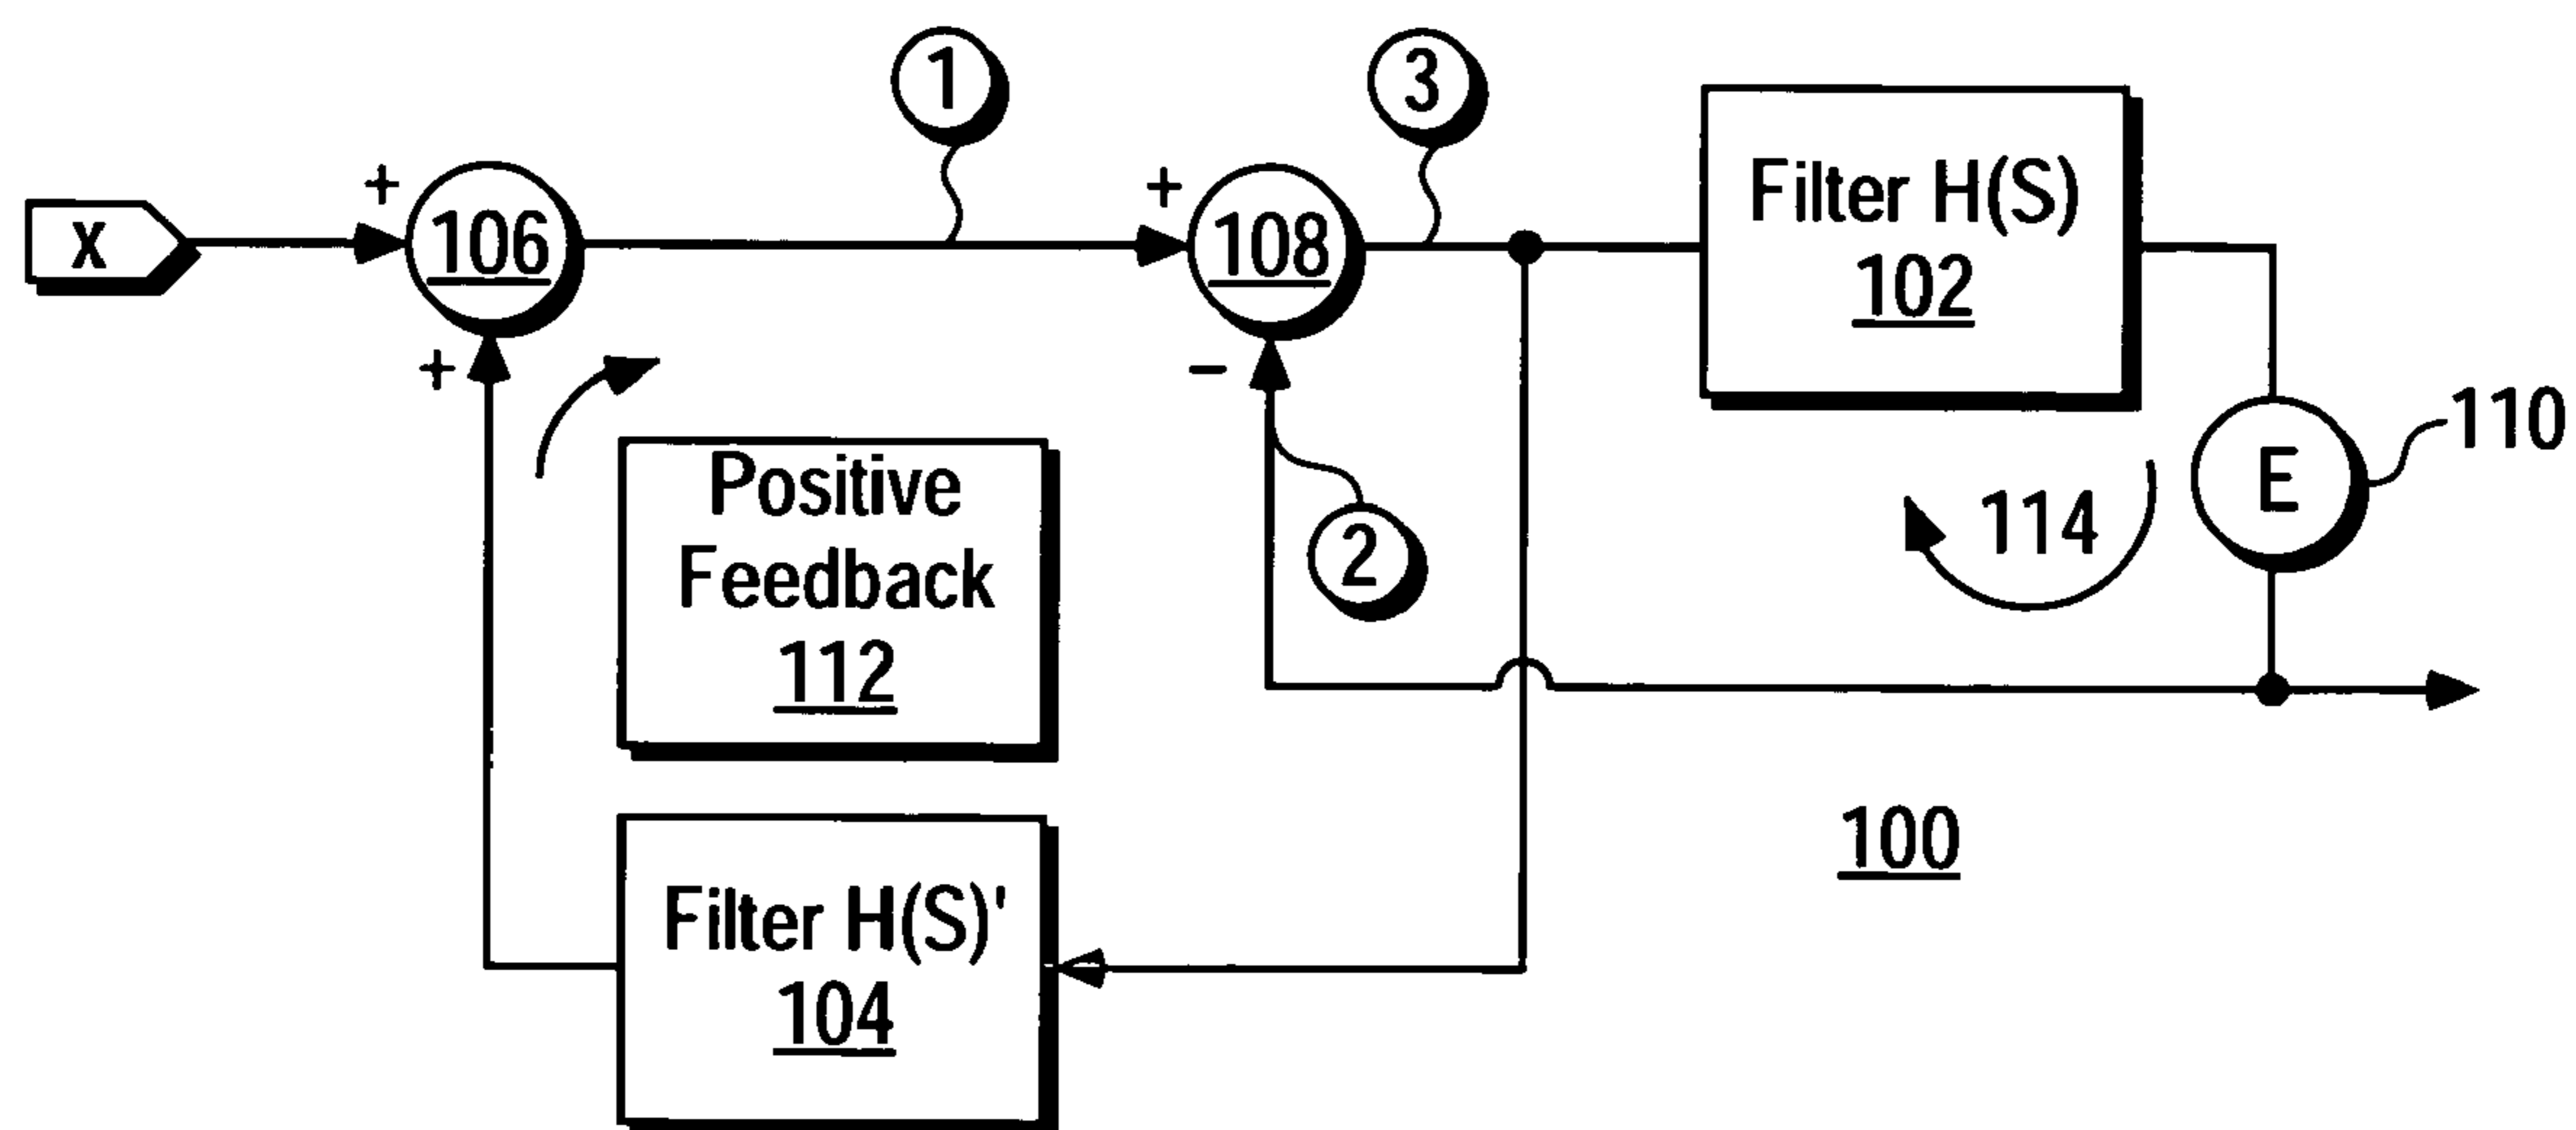 1
3
X
+
106
+
108
Filter H(S)
102
+
-
Positive
Feedback
112
2
114
E
110
Filter H(S)'
104
100